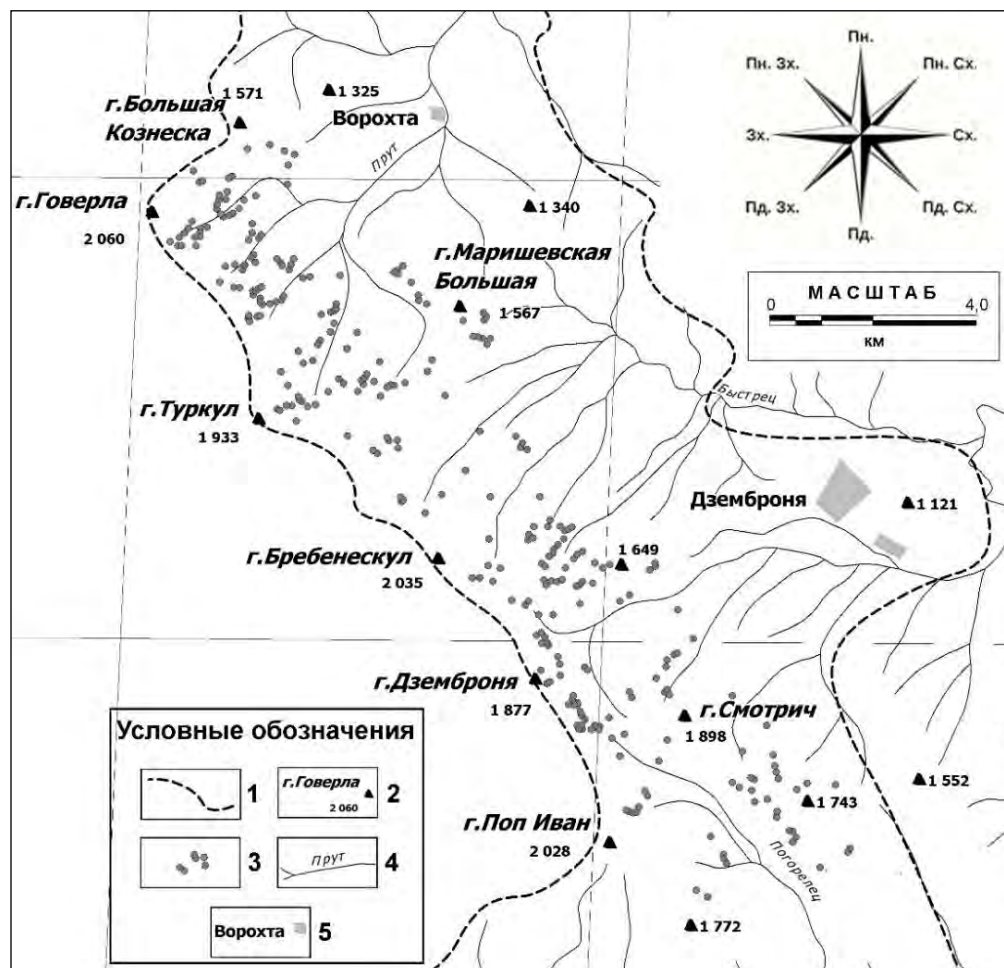 Пн.
Пн. Зх.
Пн. Сх.
Зх.
Сх.
Пд. Зх.
Пд. Сх.
Пд.
МАСШТАБ
0
4,0
км
1 571
г.Большая
Кознеска
1 325
Ворохта
Прут
г.Говерла
2 060
1 340
г.Маришевская
Большая
1 567
г.Туркул
1 933
Быстрец
Дземброня
1 121
г.Бребенескул
2 035
1 649
г.Дземброня
1 877
г.Смотрич
1 898
1 552
1 743
г.Поп Иван
2 028
Погорелец
1 772
Условные обозначения
1
г.Говерла
2 060
2
3
Прут
4
Ворохта
5